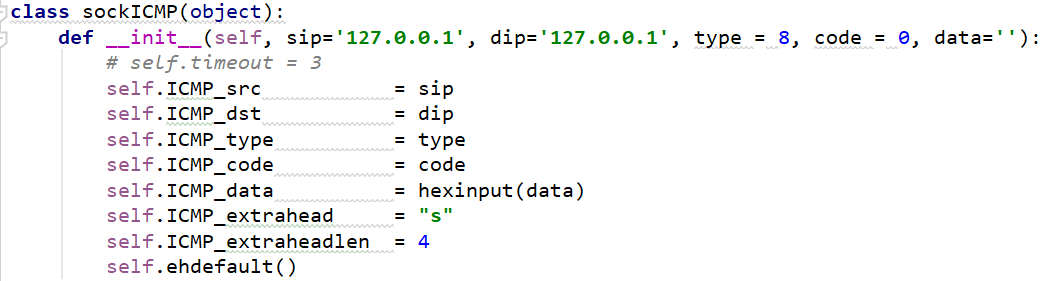 class sockICMP(object):
    def __init__(self, sip='127.0.0.1', dip='127.0.0.1', type = 8, code = 0, data=''):
        # self.timeout = 3
        self.ICMP_src           = sip
        self.ICMP_dst           = dip
        self.ICMP_type          = type
        self.ICMP_code          = code
        self.ICMP_data          = hexinput(data)
        self.ICMP_extrahead     = "s"
        self.ICMP_extraheadlen  = 4
        self.ehdefault()